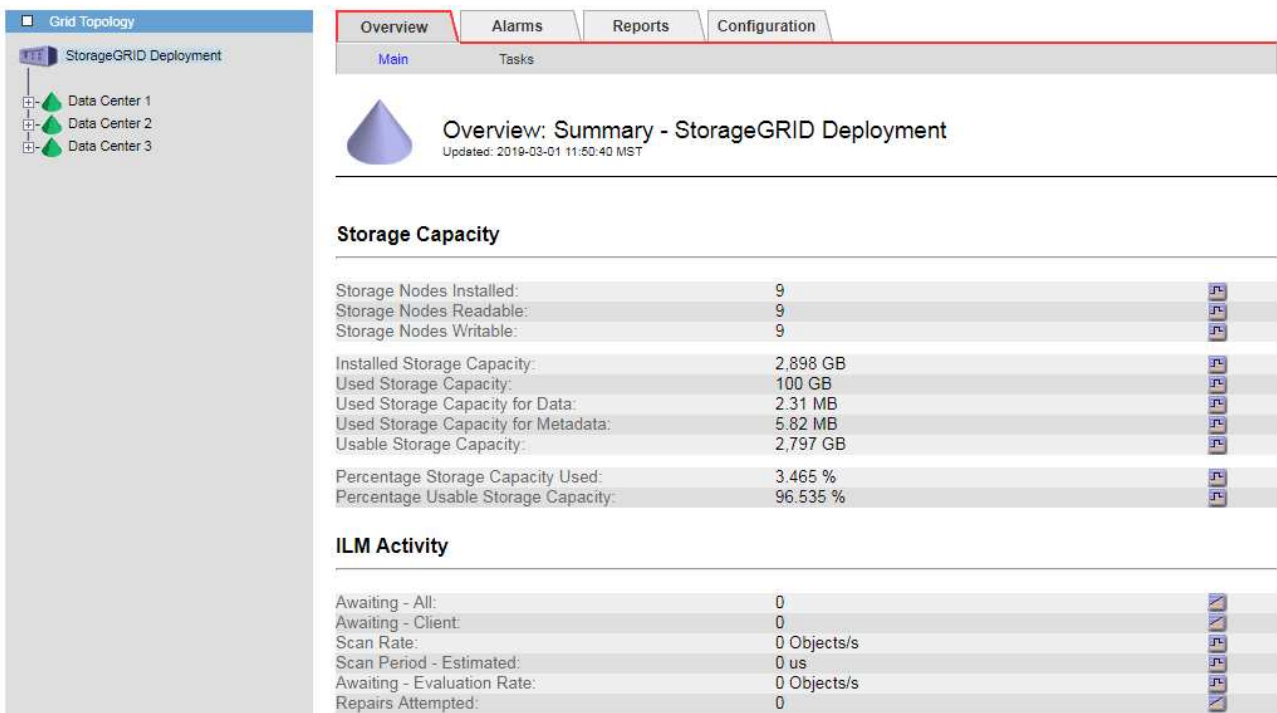 Grid Topology
StorageGRID Deployment
Data Center 1
Data Center 2
Data Center 3
Overview Alarms Reports Configuration
Main Tasks
Overview: Summary - StorageGRID Deployment
Updated: 2019-03-01 11:50:40 MST
Storage Capacity
Storage Nodes Installed: 9
Storage Nodes Readable: 9
Storage Nodes Writable: 9
Installed Storage Capacity: 2,898 GB
Used Storage Capacity: 100 GB
Used Storage Capacity for Data: 2.31 MB
Used Storage Capacity for Metadata: 5.82 MB
Usable Storage Capacity: 2,797 GB
Percentage Storage Capacity Used: 3.465 %
Percentage Usable Storage Capacity: 96.535 %
ILM Activity
Awaiting - All: 0
Awaiting - Client: 0
Scan Rate: 0 Objects/s
Scan Period - Estimated: 0 us
Awaiting - Evaluation Rate: 0 Objects/s
Repairs Attempted: 0